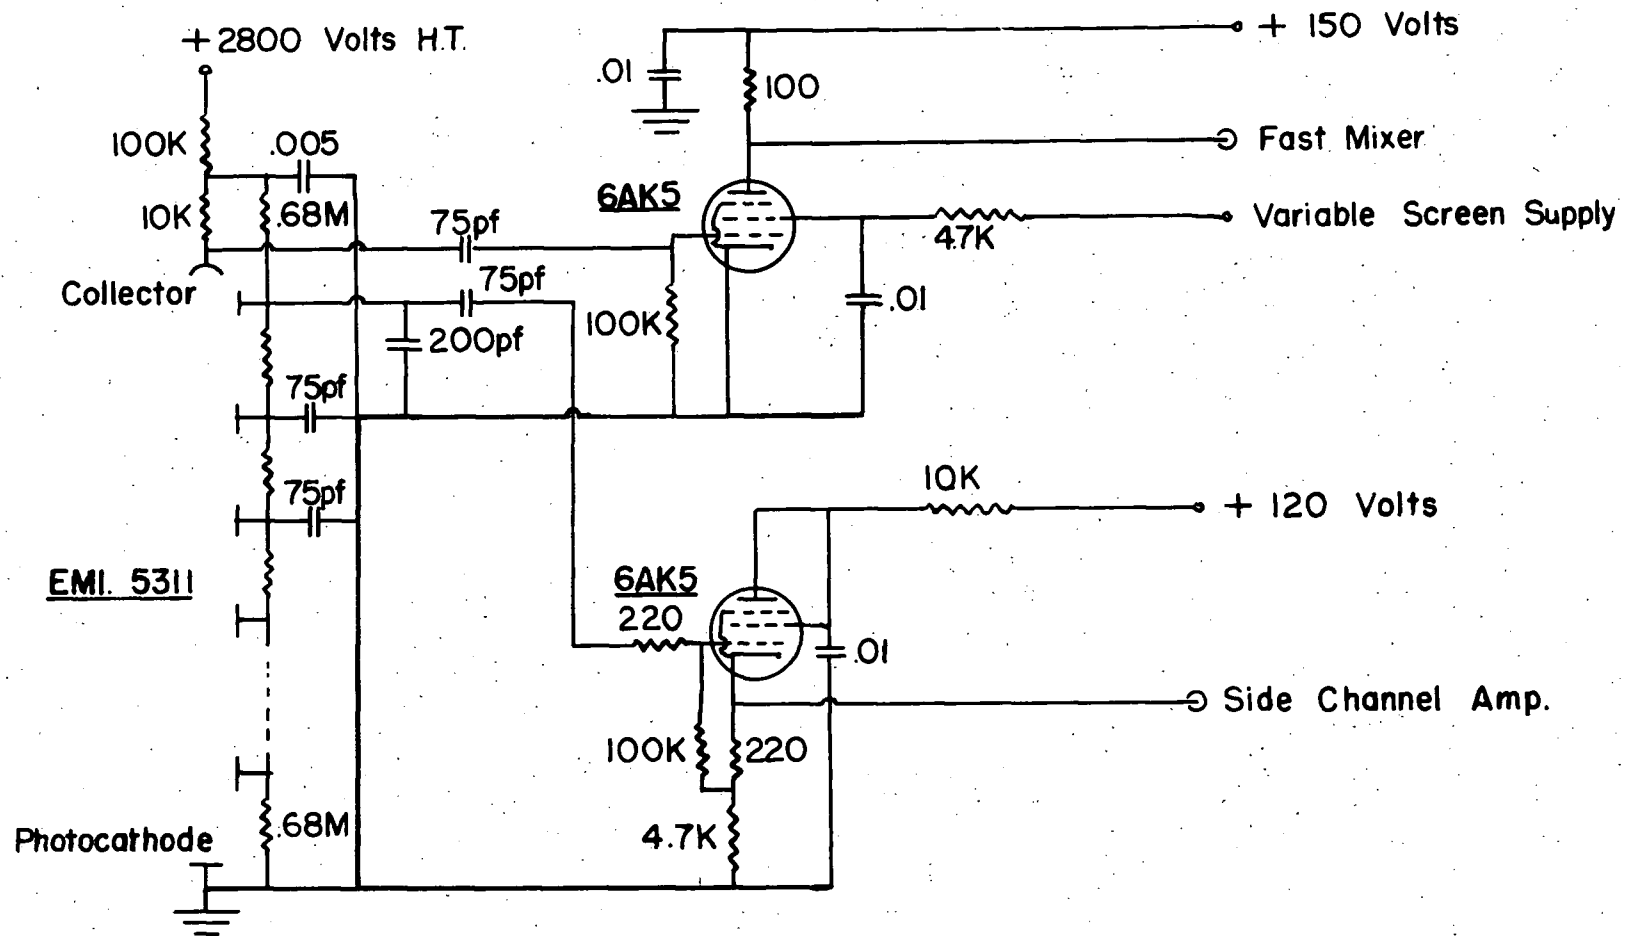 + 2800 Volts H.T.
+ 150 Volts
.01
100
100K
.005
Fast Mixer
6AK5
10K
.68M
75pf
Variable Screen Supply
47K
Collector
75pf
.01
100K
200pf
75pf
10K
75pf
+ 120 Volts
EMI. 5311
6AK5
220
.01
Side Channel Amp.
100K
220
.68M
4.7K
Photocathode